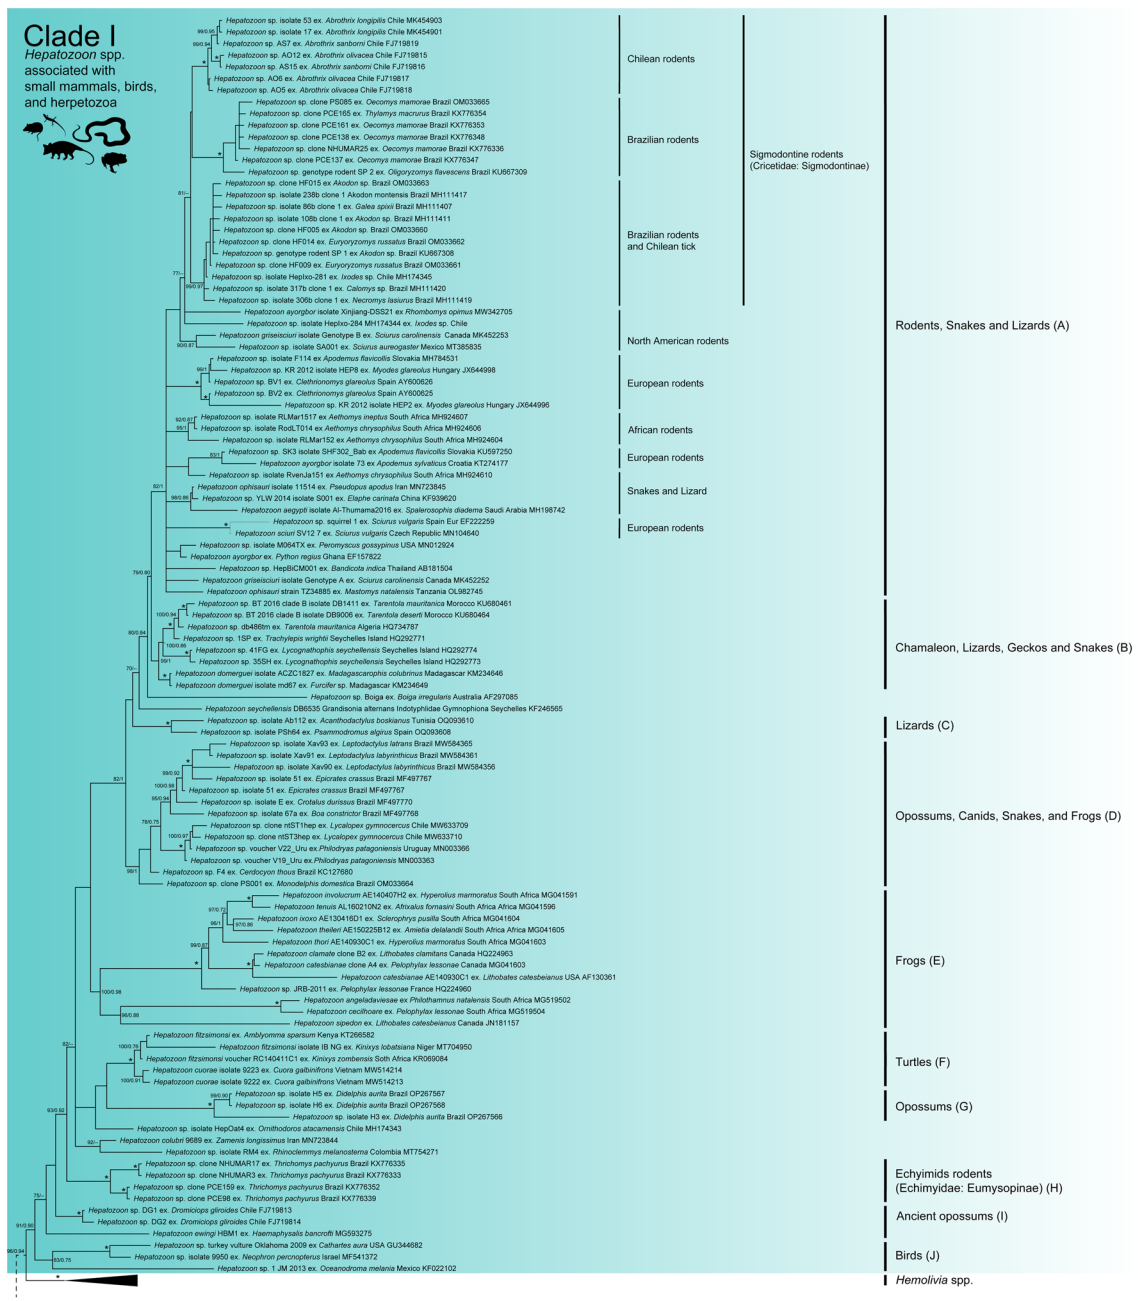 Clade I
Hepatozoon spp.
associated with
small mammals, birds,
and herpetozoa
Hepatozoon sp. isolate 53 ex. Abrothrix longipilis Chile MK454903
Hepatozoon sp. isolate 17 ex. Abrothrix longipilis Chile MK454901
Hepatozoon sp. AS7 ex. Abrothrix sanborni Chile FJ719819
Hepatozoon sp. AO12 ex. Abrothrix olivacea Chile FJ719815
Hepatozoon sp. AS15 ex. Abrothrix sanborni Chile FJ719816
Hepatozoon sp. AO6 ex. Abrothrix olivacea Chile FJ719817
Hepatozoon sp. AO5 ex. Abrothrix olivacea Chile FJ719818
Chilean rodents
Hepatozoon sp. clone PS085 ex. Oecomys mamorae Brazil OM033665
Hepatozoon sp. clone PCE165 ex. Thylamys macrurus Brazil KX776354
Hepatozoon sp. clone PCE161 ex. Oecomys mamorae Brazil KX776353
Hepatozoon sp. clone PCE138 ex. Oecomys mamorae Brazil KX776348
Hepatozoon sp. clone NHUMAR25 ex. Oecomys mamorae Brazil KX776336
Hepatozoon sp. clone PCE137 ex. Oecomys mamorae Brazil KX776347
Hepatozoon sp. genotype rodent SP 2 ex. Oligoryzomys flavescens Brazil KU667309
Brazilian rodents
Sigmodontine rodents
(Cricetidae: Sigmodontinae)
Hepatozoon sp. clone HF015 ex Akodon sp. Brazil OM033663
Hepatozoon sp. isolate 238b clone 1 Akodon montensis Brazil MH111417
Hepatozoon sp. isolate 86b clone 1 ex. Galea spixii Brazil MH111407
Hepatozoon sp. isolate 108b clone 1 ex Akodon sp. Brazil MH111411
Hepatozoon sp. clone HF005 ex Akodon sp. Brazil OM033660
Hepatozoon sp. clone HF014 ex. Euryoryzomys russatus Brazil OM033662
Hepatozoon sp. genotype rodent SP 1 ex Akodon sp. Brazil KU667308
Hepatozoon sp. clone HF009 ex. Euryoryzomys russatus Brazil OM033661
Hepatozoon sp. isolate HepIxo-281 ex. Ixodes sp. Chile MH174345
Hepatozoon sp. isolate 317b clone 1 ex. Calomys sp. Brazil MH111420
Hepatozoon sp. isolate 306b clone 1 ex. Necromys lasiurus Brazil MH111419
Brazilian rodents
and Chilean tick
Hepatozoon ayorgbor isolate Xinjiang-DSS21 ex Rhombomys opimus MW342705
Hepatozoon sp. isolate HepIxo-284 MH174344 ex. Ixodes sp. Chile
Hepatozoon griseisciuri isolate Genotype B ex. Sciurus carolinensis Canada MK452253
Hepatozoon sp. isolate SA001 ex. Sciurus aureogaster Mexico MT385835
North American rodents
Rodents, Snakes and Lizards (A)
Hepatozoon sp. isolate F114 ex Apodemus flavicollis Slovakia MH784531
Hepatozoon sp. KR 2012 isolate HEP8 ex. Myodes glareolus Hungary JX644998
Hepatozoon sp. BV1 ex. Clethrionomys glareolus Spain AY600626
Hepatozoon sp. BV2 ex. Clethrionomys glareolus Spain AY600625
Hepatozoon sp. KR 2012 isolate HEP2 ex. Myodes glareolus Hungary JX644996
European rodents
Hepatozoon sp. isolate RLMar1517 ex Aethomys ineptus South Africa MH924607
Hepatozoon sp. isolate RodLT014 ex Aethomys chrysophilus South Africa MH924606
Hepatozoon sp. isolate RLMar152 ex Aethomys chrysophilus South Africa MH924604
African rodents
Hepatozoon sp. SK3 isolate SHF302_Bab ex Apodemus flavicollis Slovakia KU597250
Hepatozoon ayorgbor isolate 73 ex Apodemus sylvaticus Croatia KT274177
European rodents
Hepatozoon sp. isolate RvenJa151 ex Aethomys chrysophilus South Africa MH924610
Hepatozoon ophisauri isolate 11514 ex. Pseudopus apodus Iran MN723845
Hepatozoon sp. YLW 2014 isolate S001 ex. Elaphe carinata China KF939620
Hepatozoon aegypti isolate Al-Thumama2016 ex. Spalerosophis diadema Saudi Arabia MH198742
Snakes and Lizard
Hepatozoon sp. squirrel 1 ex. Sciurus vulgaris Spain Eur EF222259
Hepatozoon sciuri SV12 7 ex. Sciurus vulgaris Czech Republic MN104640
European rodents
Hepatozoon sp. isolate M064TX ex. Peromyscus gossypinus USA MN012924
Hepatozoon ayorgbor ex. Python regius Ghana EF157822
Hepatozoon sp. HepBiCM001 ex. Bandicota indica Thailand AB181504
Hepatozoon griseisciuri isolate Genotype A ex. Sciurus carolinensis Canada MK452252
Hepatozoon ophisauri strain TZ34885 ex. Mastomys natalensis Tanzania OL982745
Hepatozoon sp. BT 2016 clade B isolate DB1411 ex. Tarentola mauritanica Morocco KU680461
Hepatozoon sp. BT 2016 clade B isolate DB9006 ex. Tarentola deserti Morocco KU680464
Hepatozoon sp. db486tm ex. Tarentola mauritanica Algeria HQ734787
Hepatozoon sp. 1SP ex. Trachylepis wrightii Seychelles Island HQ292771
Hepatozoon sp. 41FG ex. Lycognathophis seychellensis Seychelles Island HQ292774
Hepatozoon sp. 35SH ex. Lycognathophis seychellensis Seychelles Island HQ292773
Hepatozoon domerguei isolate ACZC1827 ex. Madagascarophis colubrinus Madagascar KM234646
Hepatozoon domerguei isolate md67 ex. Furcifer sp. Madagascar KM234649
Chamaleon, Lizards, Geckos and Snakes (B)
Hepatozoon sp. Boiga ex. Boiga irregularis Australia AF297085
Hepatozoon seychellensis DB6535 Grandisonia alternans Indotyphlidae Gymnophiona Seychelles KF246565
Hepatozoon sp. isolate Ab112 ex. Acanthodactylus boskianus Tunisia OQ093610
Hepatozoon sp. isolate PSh64 ex. Psammodromus algirus Spain OQ093608
Lizards (C)
Hepatozoon sp. isolate Xav93 ex. Leptodactylus latrans Brazil MW584365
Hepatozoon sp. isolate Xav91 ex. Leptodactylus labyrinthicus Brazil MW584361
Hepatozoon sp. isolate Xav90 ex. Leptodactylus labyrinthicus Brazil MW584356
Hepatozoon sp. isolate 51 ex. Epicrates crassus Brazil MF497767
Hepatozoon sp. isolate 51 ex. Epicrates crassus Brazil MF497767
Hepatozoon sp. isolate E ex. Crotalus durissus Brazil MF497770
Hepatozoon sp. isolate 67a ex. Boa constrictor Brazil MF497768
Hepatozoon sp. clone ntST1hep ex. Lycalopex gymnocercus Chile MW633709
Hepatozoon sp. clone ntST3hep ex. Lycalopex gymnocercus Chile MW633710
Hepatozoon sp. voucher V22_Uru ex.Philodryas patagoniensis Uruguay MN003366
Hepatozoon sp. voucher V19_Uru ex.Philodryas patagoniensis MN003363
Hepatozoon sp. F4 ex. Cerdocyon thous Brazil KC127680
Hepatozoon sp. clone PS001 ex. Monodelphis domestica Brazil OM033664
Opossums, Canids, Snakes, and Frogs (D)
Hepatozoon involucrum AE140407H2 ex. Hyperolius marmoratus South Africa MG041591
Hepatozoon tenuis AL160210N2 ex. Afrixalus fornasini South Africa Africa MG041596
Hepatozoon ixoxo AE130416D1 ex. Sclerophrys pusilla South Africa MG041604
Hepatozoon theileri AE150225B12 ex. Amietia delalandii South Africa MG041605
Hepatozoon thori AE140930C1 ex. Hyperolius marmoratus South Africa MG041603
Hepatozoon clamate clone B2 ex. Lithobates clamitans Canada HQ224963
Hepatozoon catesbianae clone A4 ex. Pelophylax lessonae Canada MG041603
Hepatozoon catesbianae AE140930C1 ex. Lithobates catesbeianus USA AF130361
Hepatozoon sp. JRB-2011 ex. Pelophylax lessonae France HQ224960
Hepatozoon angeladaviesae ex Philothamnus natalensis South Africa MG519502
Hepatozoon cecilhoare ex. Pelophylax lessonae South Africa MG519504
Hepatozoon sipedon ex. Lithobates catesbeianus Canada JN181157
Frogs (E)
Hepatozoon fitzsimonsi ex. Amblyomma sparsum Kenya KT266582
Hepatozoon fitzsimonsi isolate IB NG ex. Kinixys lobatsiana Niger MT704950
Hepatozoon fitzsimonsi voucher RC140411C1 ex. Kinixys zombensis Soth Africa KR069084
Hepatozoon cuorae isolate 9223 ex. Cuora galbinifrons Vietnam MW514214
Hepatozoon cuorae isolate 9222 ex. Cuora galbinifrons Vietnam MW514213
Turtles (F)
Hepatozoon sp. isolate H5 ex. Didelphis aurita Brazil OP267567
Hepatozoon sp. isolate H6 ex. Didelphis aurita Brazil OP267568
Hepatozoon sp. isolate H3 ex. Didelphis aurita Brazil OP267566
Opossums (G)
Hepatozoon sp. isolate HepOat4 ex. Ornithodoros atacamensis Chile MH174343
Hepatozoon colubri 9689 ex. Zamenis longissimus Iran MN723844
Hepatozoon sp. isolate RM4 ex. Rhinoclemmys melanosterna Colombia MT754271
Hepatozoon sp. clone NHUMAR17 ex. Thrichomys pachyurus Brazil KX776335
Hepatozoon sp. clone NHUMAR3 ex. Thrichomys pachyurus Brazil KX776333
Hepatozoon sp. clone PCE159 ex. Thrichomys pachyurus Brazil KX776352
Hepatozoon sp. clone PCE98 ex. Thrichomys pachyurus Brazil KX776339
Echyimids rodents
(Echimyidae: Eumysopinae) (H)
Hepatozoon sp. DG1 ex. Dromiciops gliroides Chile FJ719813
Hepatozoon sp. DG2 ex. Dromiciops gliroides Chile FJ719814
Ancient opossums (I)
Hepatozoon ewingi HBM1 ex. Haemaphysalis bancrofti MG593275
Hepatozoon sp. turkey vulture Oklahoma 2009 ex Cathartes aura USA GU344682
Hepatozoon sp. isolate 9950 ex. Neophron percnopterus Israel MF541372
Hepatozoon sp. 1 JM 2013 ex. Oceanodroma melania Mexico KF022102
Birds (J)
Hemolivia spp.